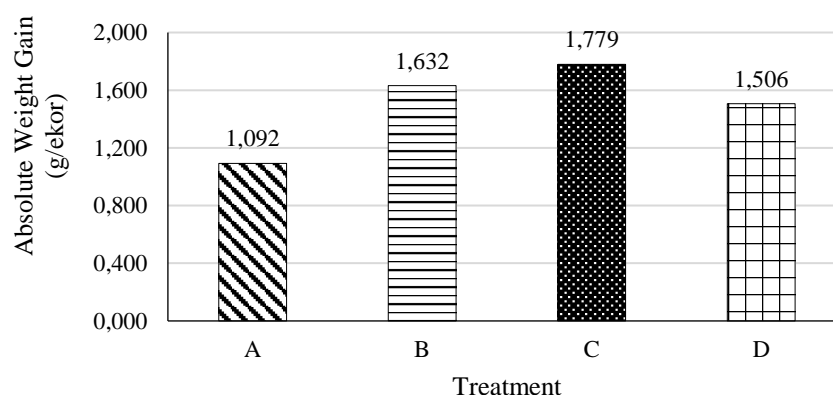 Absolute Weight Gain
(g/ekor)
2,000
1,600
1,200
0,800
0,400
0,000
1,092
1,632
1,779
1,506
A
B
C
D
Treatment